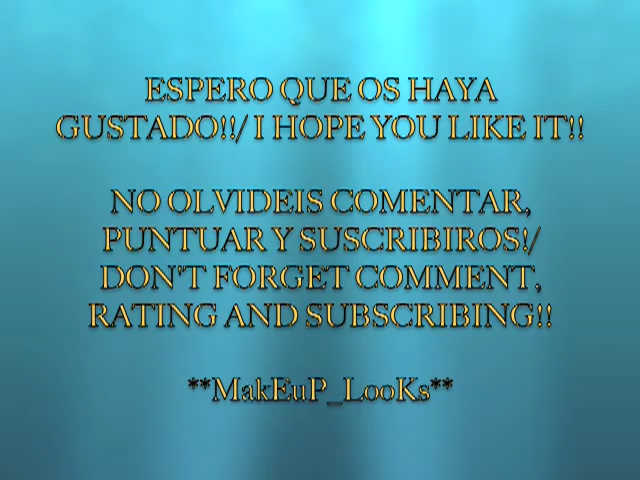 ESPERO QUE OS HAYA
GUSTADO!!/ I HOPE YOU LIKE IT!!
NO OLVIDEIS COMENTAR,
PUNTUAR Y SUSCRIBIROS!/
DON'T FORGET COMMENT,
RATING AND SUBSCRIBING!!
**MakEuP_LooKs**